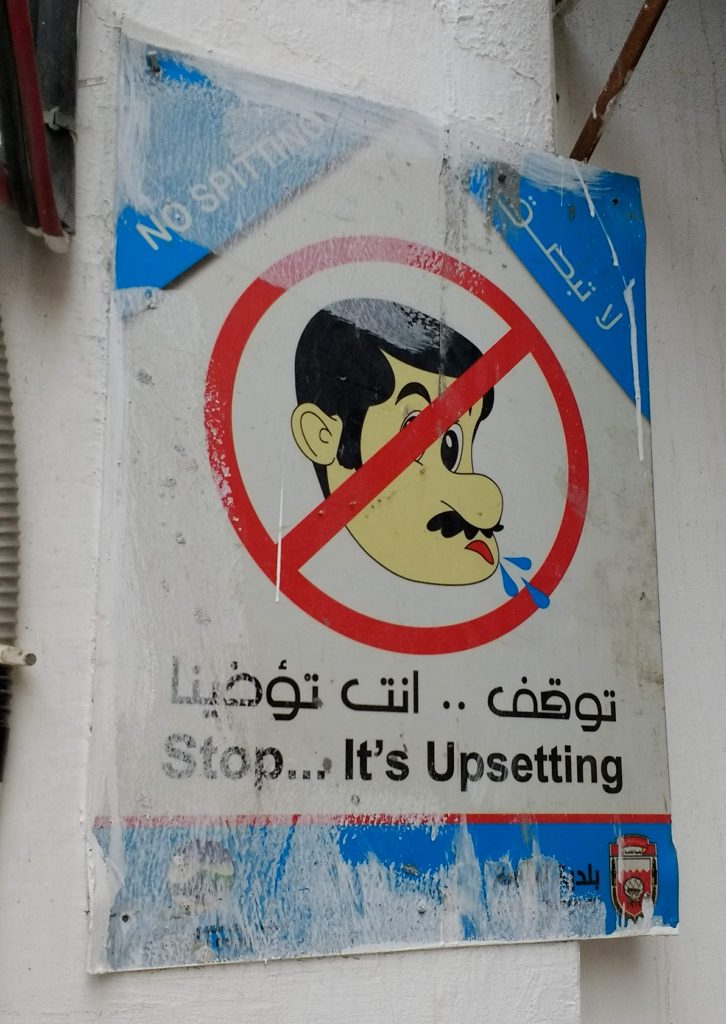 NO SPITTING
لا تبصق
توقف .. انت تؤذينا
Stop... It's Upsetting